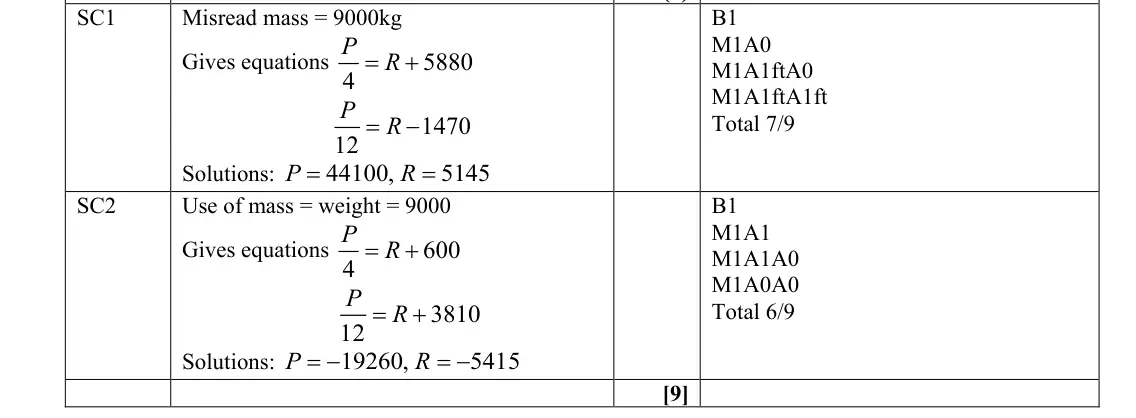 SC1 Misread mass = 9000kg B1
Gives equations P/4 = R + 5880 M1A0
M1A1ftA0
P/12 = R − 1470 M1A1ftA1ft
Total 7/9
Solutions: P = 44100, R = 5145
SC2 Use of mass = weight = 9000 B1
Gives equations P/4 = R + 600 M1A1
M1A1A0
P/12 = R + 3810 M1A0A0
Total 6/9
Solutions: P = −19260, R = −5415
[9]